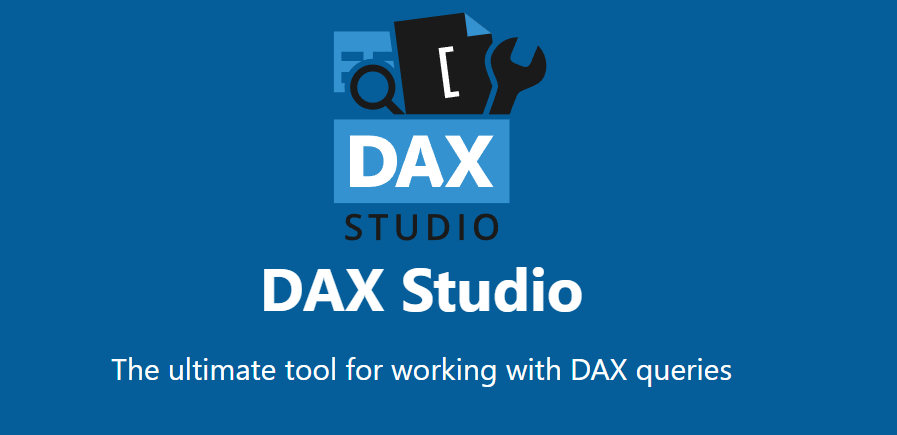 [
DAX
STUDIO
DAX Studio
The ultimate tool for working with DAX queries